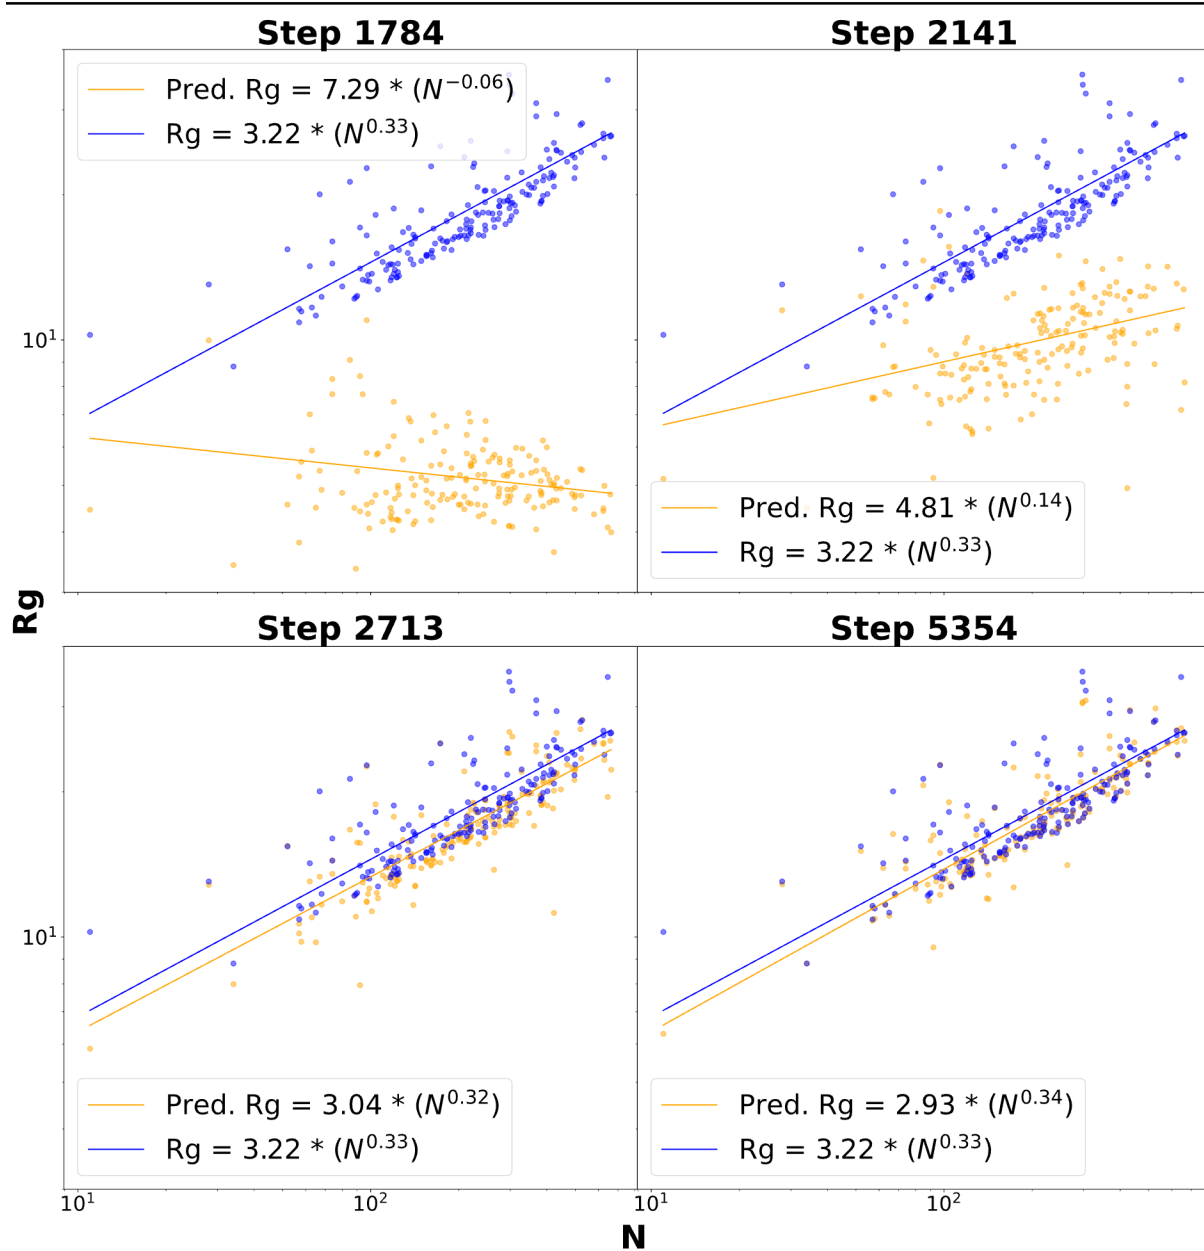 Step 1784
Step 2141
Pred. Rg = 7.29 * (N^{-0.06})
Rg = 3.22 * (N^{0.33})
10^1
Pred. Rg = 4.81 * (N^{0.14})
Rg = 3.22 * (N^{0.33})
Rg
Step 2713
Step 5354
10^1
Pred. Rg = 3.04 * (N^{0.32})
Rg = 3.22 * (N^{0.33})
Pred. Rg = 2.93 * (N^{0.34})
Rg = 3.22 * (N^{0.33})
10^1
10^2
10^1
10^2
N